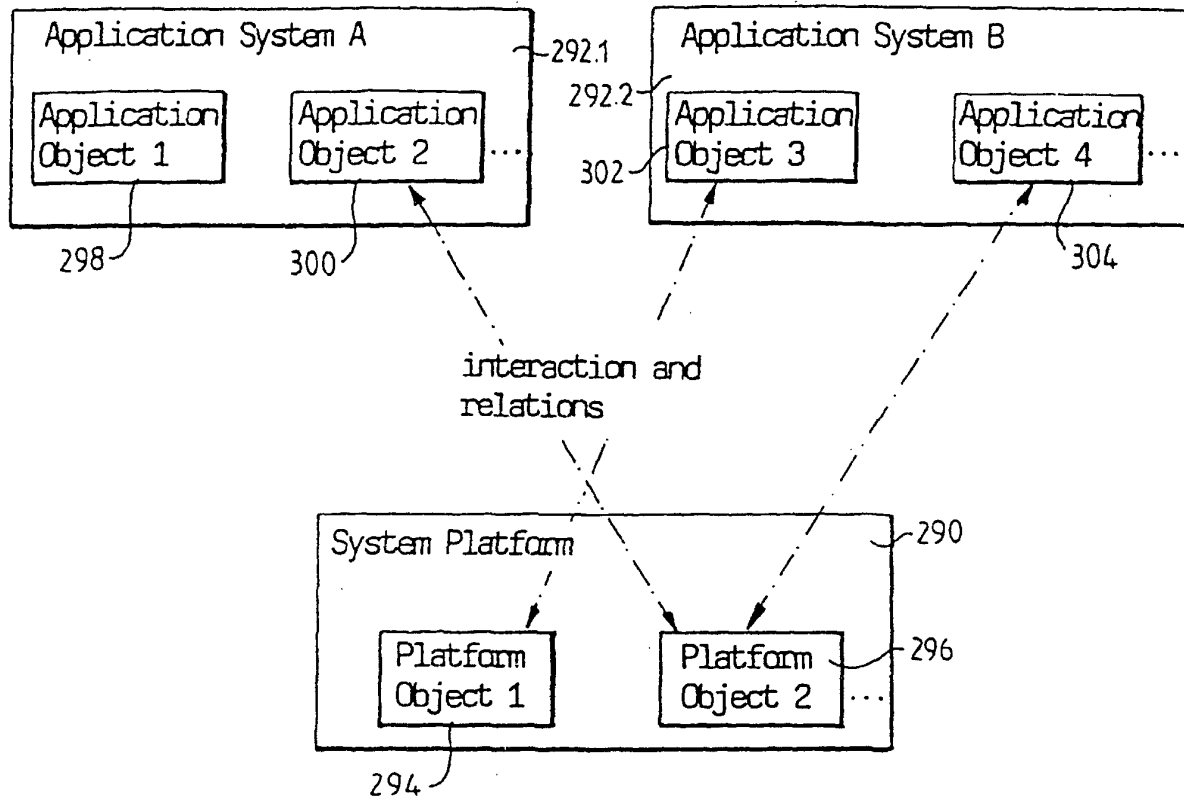 Application System A
292.1
Application
Object 1
Application
Object 2
...
298
300
Application System B
292.2
Application
Object 3
302
Application
Object 4
...
304
interaction and
relations
System Platform
290
Platform
Object 1
294
Platform
Object 2
...
296